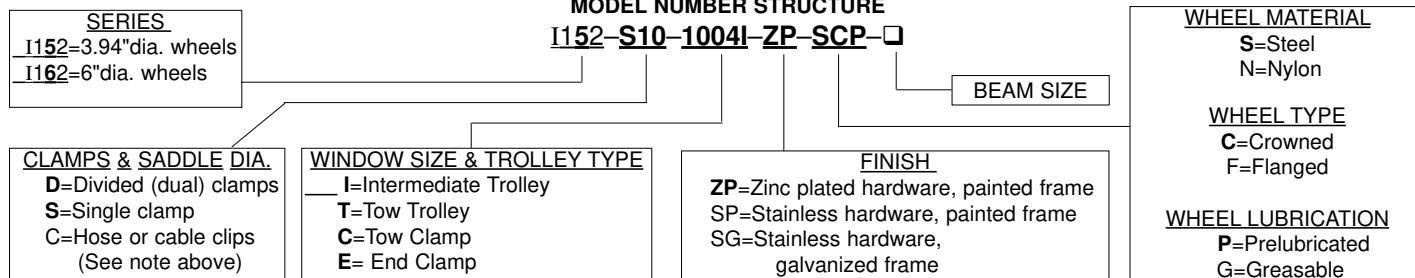 MODEL NUMBER STRUCTURE
I152–S10–1004I–ZP–SCP–❑
SERIES
I152=3.94"dia. wheels
I162=6"dia. wheels
BEAM SIZE
WHEEL MATERIAL
S=Steel
N=Nylon
WHEEL TYPE
C=Crowned
F=Flanged
WHEEL LUBRICATION
P=Prelubricated
G=Greasable
CLAMPS & SADDLE DIA.
D=Divided (dual) clamps
S=Single clamp
C=Hose or cable clips
(See note above)
WINDOW SIZE & TROLLEY TYPE
___ I=Intermediate Trolley
T=Tow Trolley
C=Tow Clamp
E= End Clamp
FINISH
ZP=Zinc plated hardware, painted frame
SP=Stainless hardware, painted frame
SG=Stainless hardware,
galvanized frame